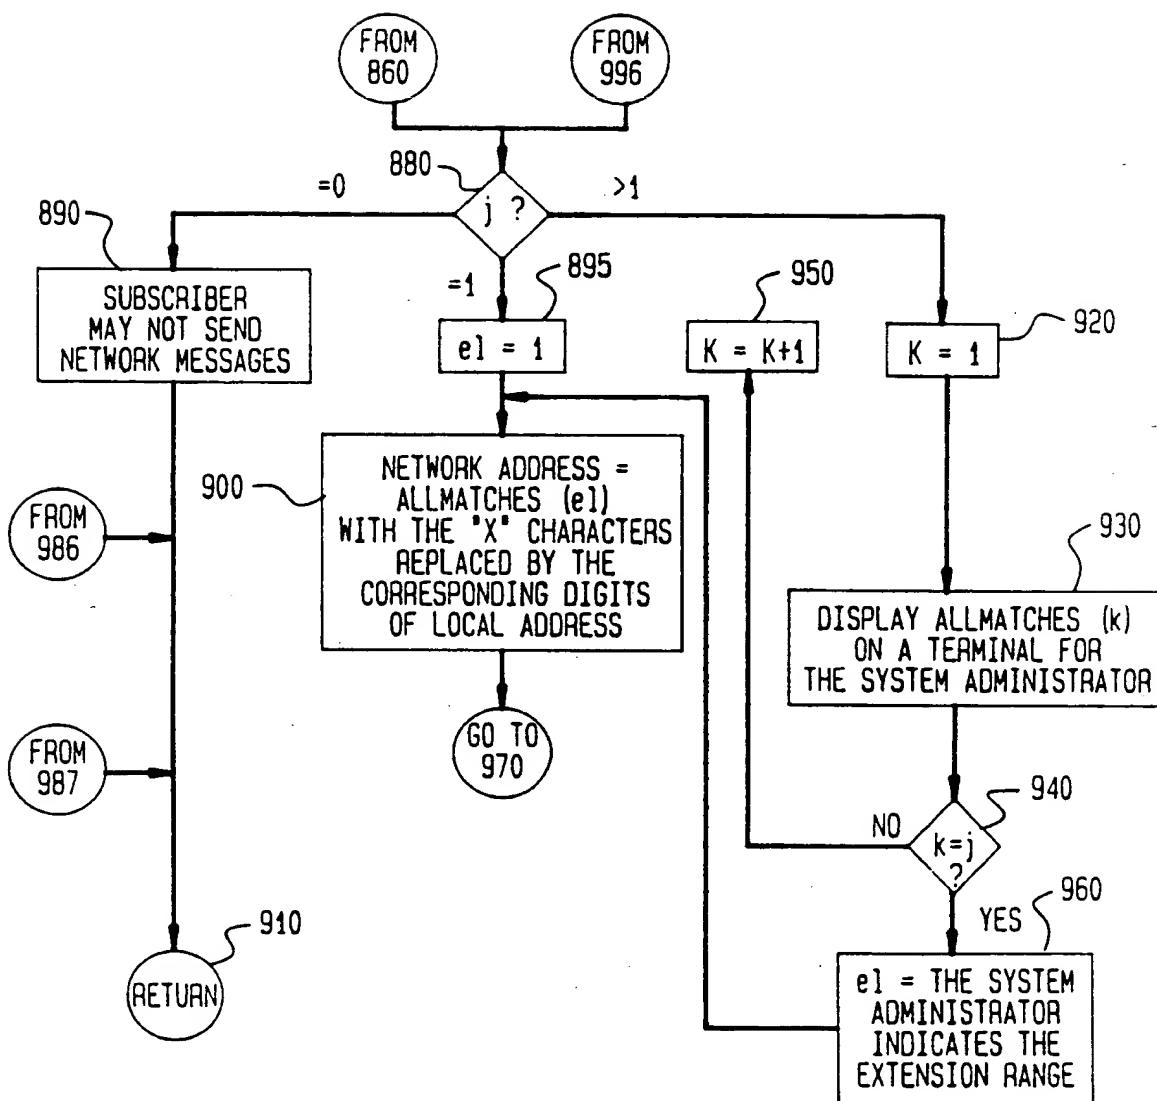 FROM
860
FROM
996
880
j ?
=0
>1
=1
890
SUBSCRIBER
MAY NOT SEND
NETWORK MESSAGES
895
el = 1
950
K = K+1
920
K = 1
900
NETWORK ADDRESS =
ALLMATCHES (el)
WITH THE "X" CHARACTERS
REPLACED BY THE
CORRESPONDING DIGITS
OF LOCAL ADDRESS
FROM
986
930
DISPLAY ALLMATCHES (k)
ON A TERMINAL FOR
THE SYSTEM ADMINISTRATOR
GO TO
970
FROM
987
940
k=j
?
NO
YES
960
el = THE SYSTEM
ADMINISTRATOR
INDICATES THE
EXTENSION RANGE
910
RETURN